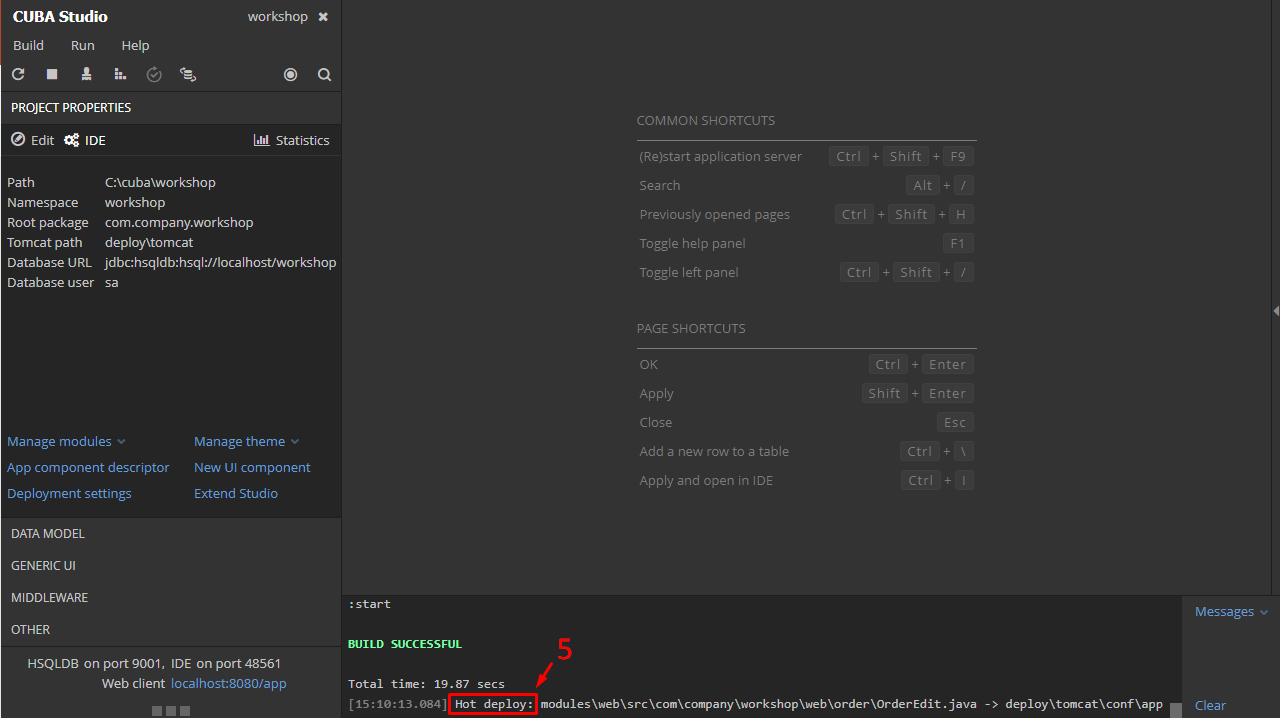 CUBA Studio workshop ✖
Build Run Help
PROJECT PROPERTIES
Edit IDE Statistics
Path C:\cuba\workshop
Namespace workshop
Root package com.company.workshop
Tomcat path deploy\tomcat
Database URL jdbc:hsqldb:hsql://localhost/workshop
Database user sa
Manage modules Manage theme
App component descriptor New UI component
Deployment settings Extend Studio
DATA MODEL
GENERIC UI
MIDDLEWARE
OTHER
HSQLDB on port 9001, IDE on port 48561
Web client localhost:8080/app
COMMON SHORTCUTS
(Re)start application server Ctrl + Shift + F9
Search Alt + /
Previously opened pages Ctrl + Shift + H
Toggle help panel F1
Toggle left panel Ctrl + Shift + /
PAGE SHORTCUTS
OK Ctrl + Enter
Apply Shift + Enter
Close Esc
Add a new row to a table Ctrl + \
Apply and open in IDE Ctrl + I
:start
BUILD SUCCESSFUL
5
Total time: 19.87 secs
[15:10:13.084] Hot deploy: modules\web\src\com\company\workshop\web\order\OrderEdit.java -> deploy\tomcat\conf\app
Messages
Clear